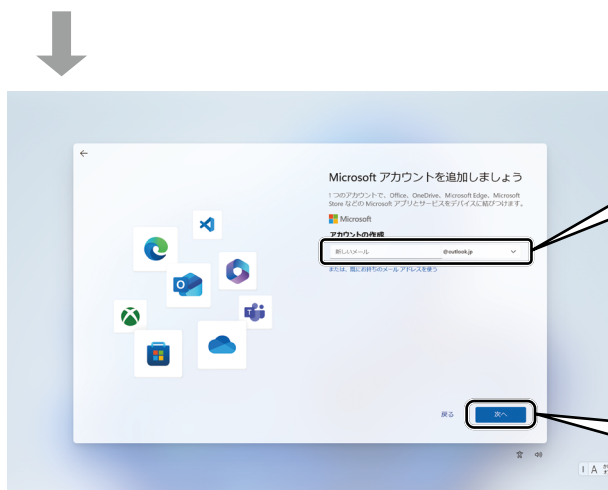 Microsoft アカウントを追加しましょう
1 つのアカウントで、Office、OneDrive、Microsoft Edge、Microsoft
Store などの Microsoft アプリとサービスをデバイスに結びつけます。
Microsoft
アカウントの作成
新しいメール @outlook.jp
または、既にお持ちのメール アドレスを使う
戻る 次へ
A